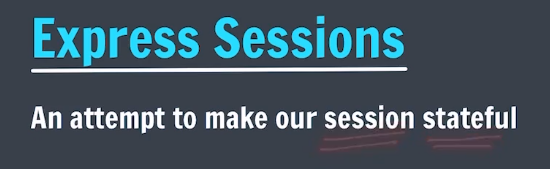 Express Sessions
An attempt to make our session stateful